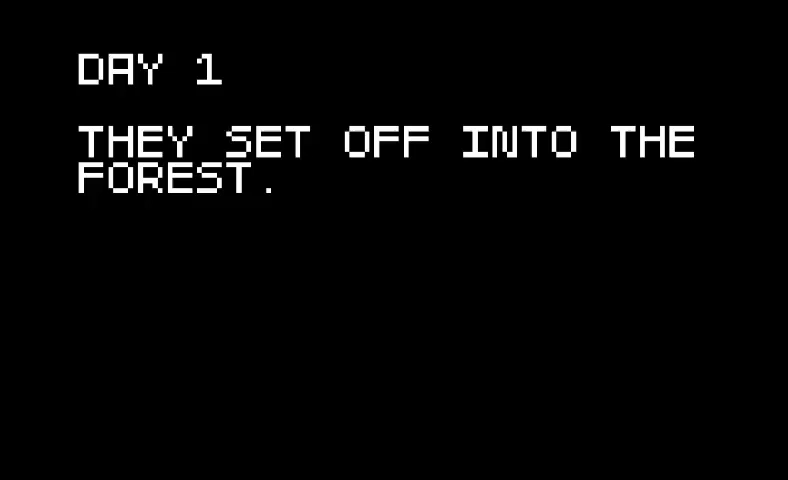 DAY 1
THEY SET OFF INTO THE
FOREST.